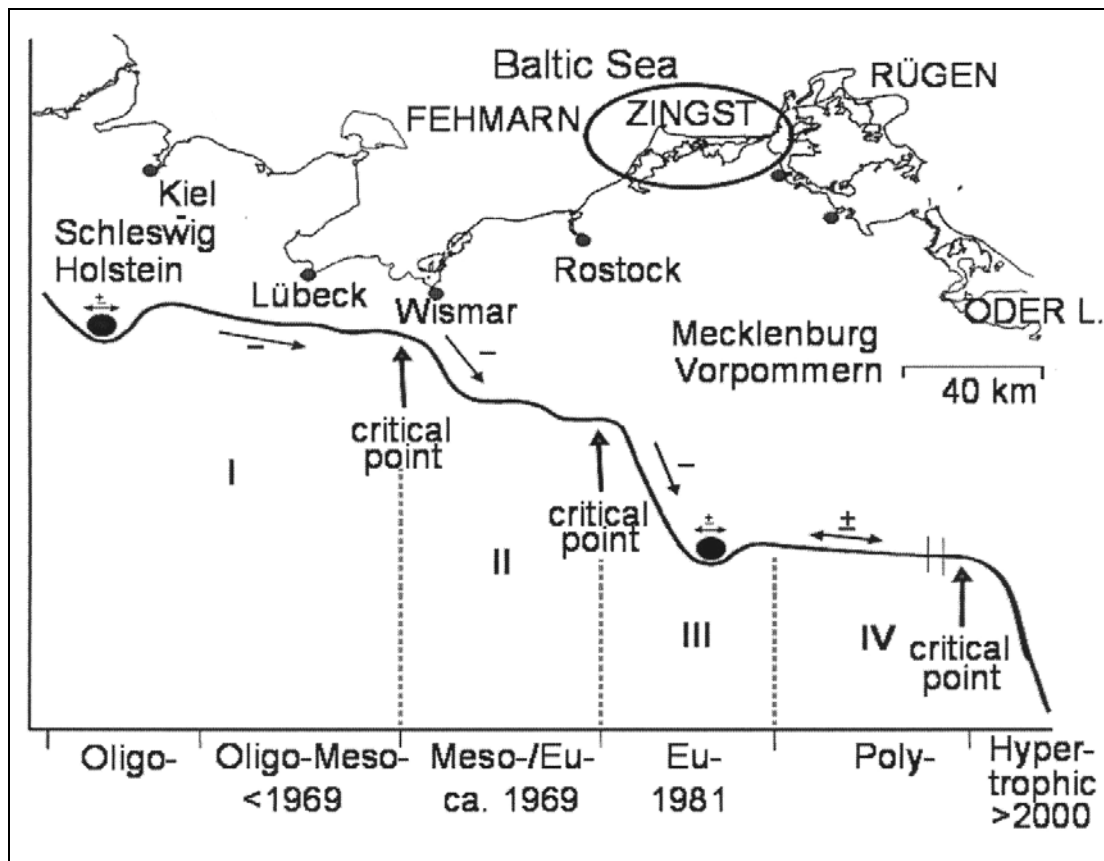 Baltic Sea
RÜGEN
FEHMARN
ZINGST
Kiel
Schleswig
Holstein
Lübeck
Wismar
Rostock
ODER L.
Mecklenburg
Vorpommern
40 km
±
−
−
critical
point
critical
point
−
±
±
critical
point
I
II
III
IV
Oligo-
Oligo-Meso-
<1969
Meso-/Eu-
ca. 1969
Eu-
1981
Poly-
Hyper-
trophic
>2000